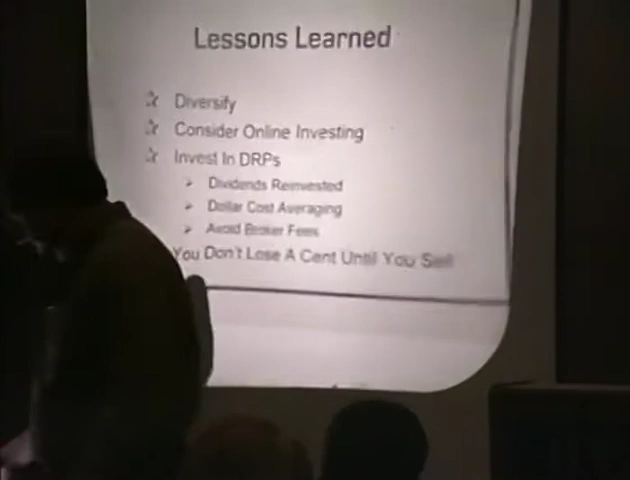 Lessons Learned
Diversify
Consider Online Investing
Invest In DRPs
Dividends Reinvested
Dollar Cost Averaging
Avoid Broker Fees
You Don't Lose A Cent Until You Sell